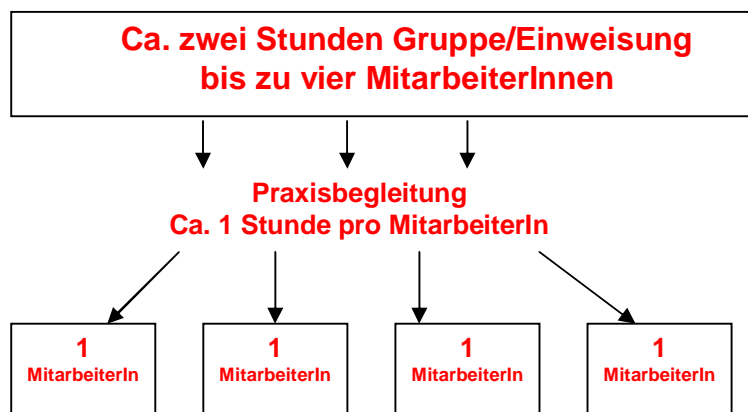 Ca. zwei Stunden Gruppe/Einweisung
bis zu vier MitarbeiterInnen
Praxisbegleitung
Ca. 1 Stunde pro MitarbeiterIn
1
MitarbeiterIn
1
MitarbeiterIn
1
MitarbeiterIn
1
MitarbeiterIn